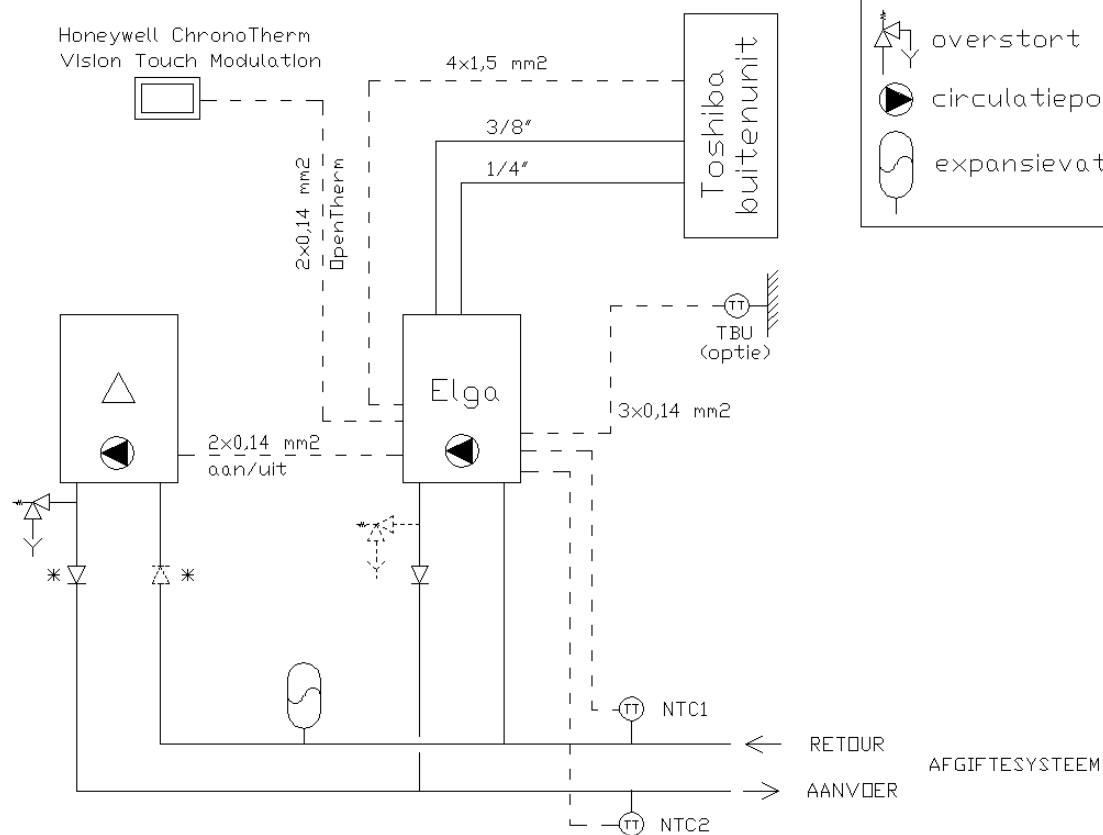 Honeywell ChronoTherm
Vision Touch Modulation
4x1,5 mm2
3/8"
1/4"
Toshiba
buitenunit
overstort
expansievat
2x0,14 mm2
OpenTherm
TT
TBU
(optie)
Elga
3x0,14 mm2
2x0,14 mm2
aan/uit
*
*
TT
NTC1
RETOUR
AFGIFTESYSTEEM
AANVOER
TT
NTC2